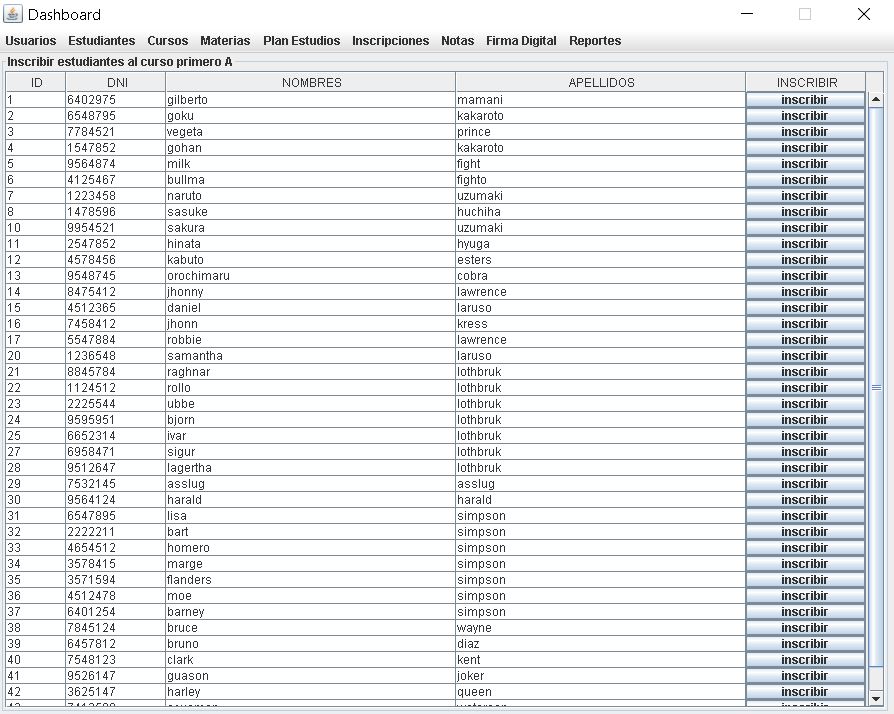 Dashboard
Usuarios Estudiantes Cursos Materias Plan Estudios Inscripciones Notas Firma Digital Reportes
Inscribir estudiantes al curso primero A
ID DNI NOMBRES APELLIDOS INSCRIBIR
1 6402975 gilberto mamani inscribir
2 6548795 goku kakaroto inscribir
3 7784521 vegeta prince inscribir
4 1547852 gohan kakaroto inscribir
5 9564874 milk fight inscribir
6 4125467 bullma fighto inscribir
7 1223458 naruto uzumaki inscribir
8 1478596 sasuke huchiha inscribir
10 9954521 sakura uzumaki inscribir
11 2547852 hinata hyuga inscribir
12 4578456 kabuto esters inscribir
13 9548745 orochimaru cobra inscribir
14 8475412 jhonny lawrence inscribir
15 4512365 daniel laruso inscribir
16 7458412 jhonn kress inscribir
17 5547884 robbie lawrence inscribir
20 1236548 samantha laruso inscribir
21 8845784 raghnar lothbruk inscribir
22 1124512 rollo lothbruk inscribir
23 2225544 ubbe lothbruk inscribir
24 9595951 bjorn lothbruk inscribir
25 6652314 ivar lothbruk inscribir
27 6958471 sigur lothbruk inscribir
28 9512647 lagertha lothbruk inscribir
29 7532145 asslug asslug inscribir
30 9564124 harald harald inscribir
31 6547895 lisa simpson inscribir
32 2222211 bart simpson inscribir
33 4654512 homero simpson inscribir
34 3578415 marge simpson inscribir
35 3571594 flanders simpson inscribir
36 4512478 moe simpson inscribir
37 6401254 barney simpson inscribir
38 7845124 bruce wayne inscribir
39 6457812 bruno diaz inscribir
40 7548123 clark kent inscribir
41 9526147 guason joker inscribir
42 3625147 harley queen inscribir